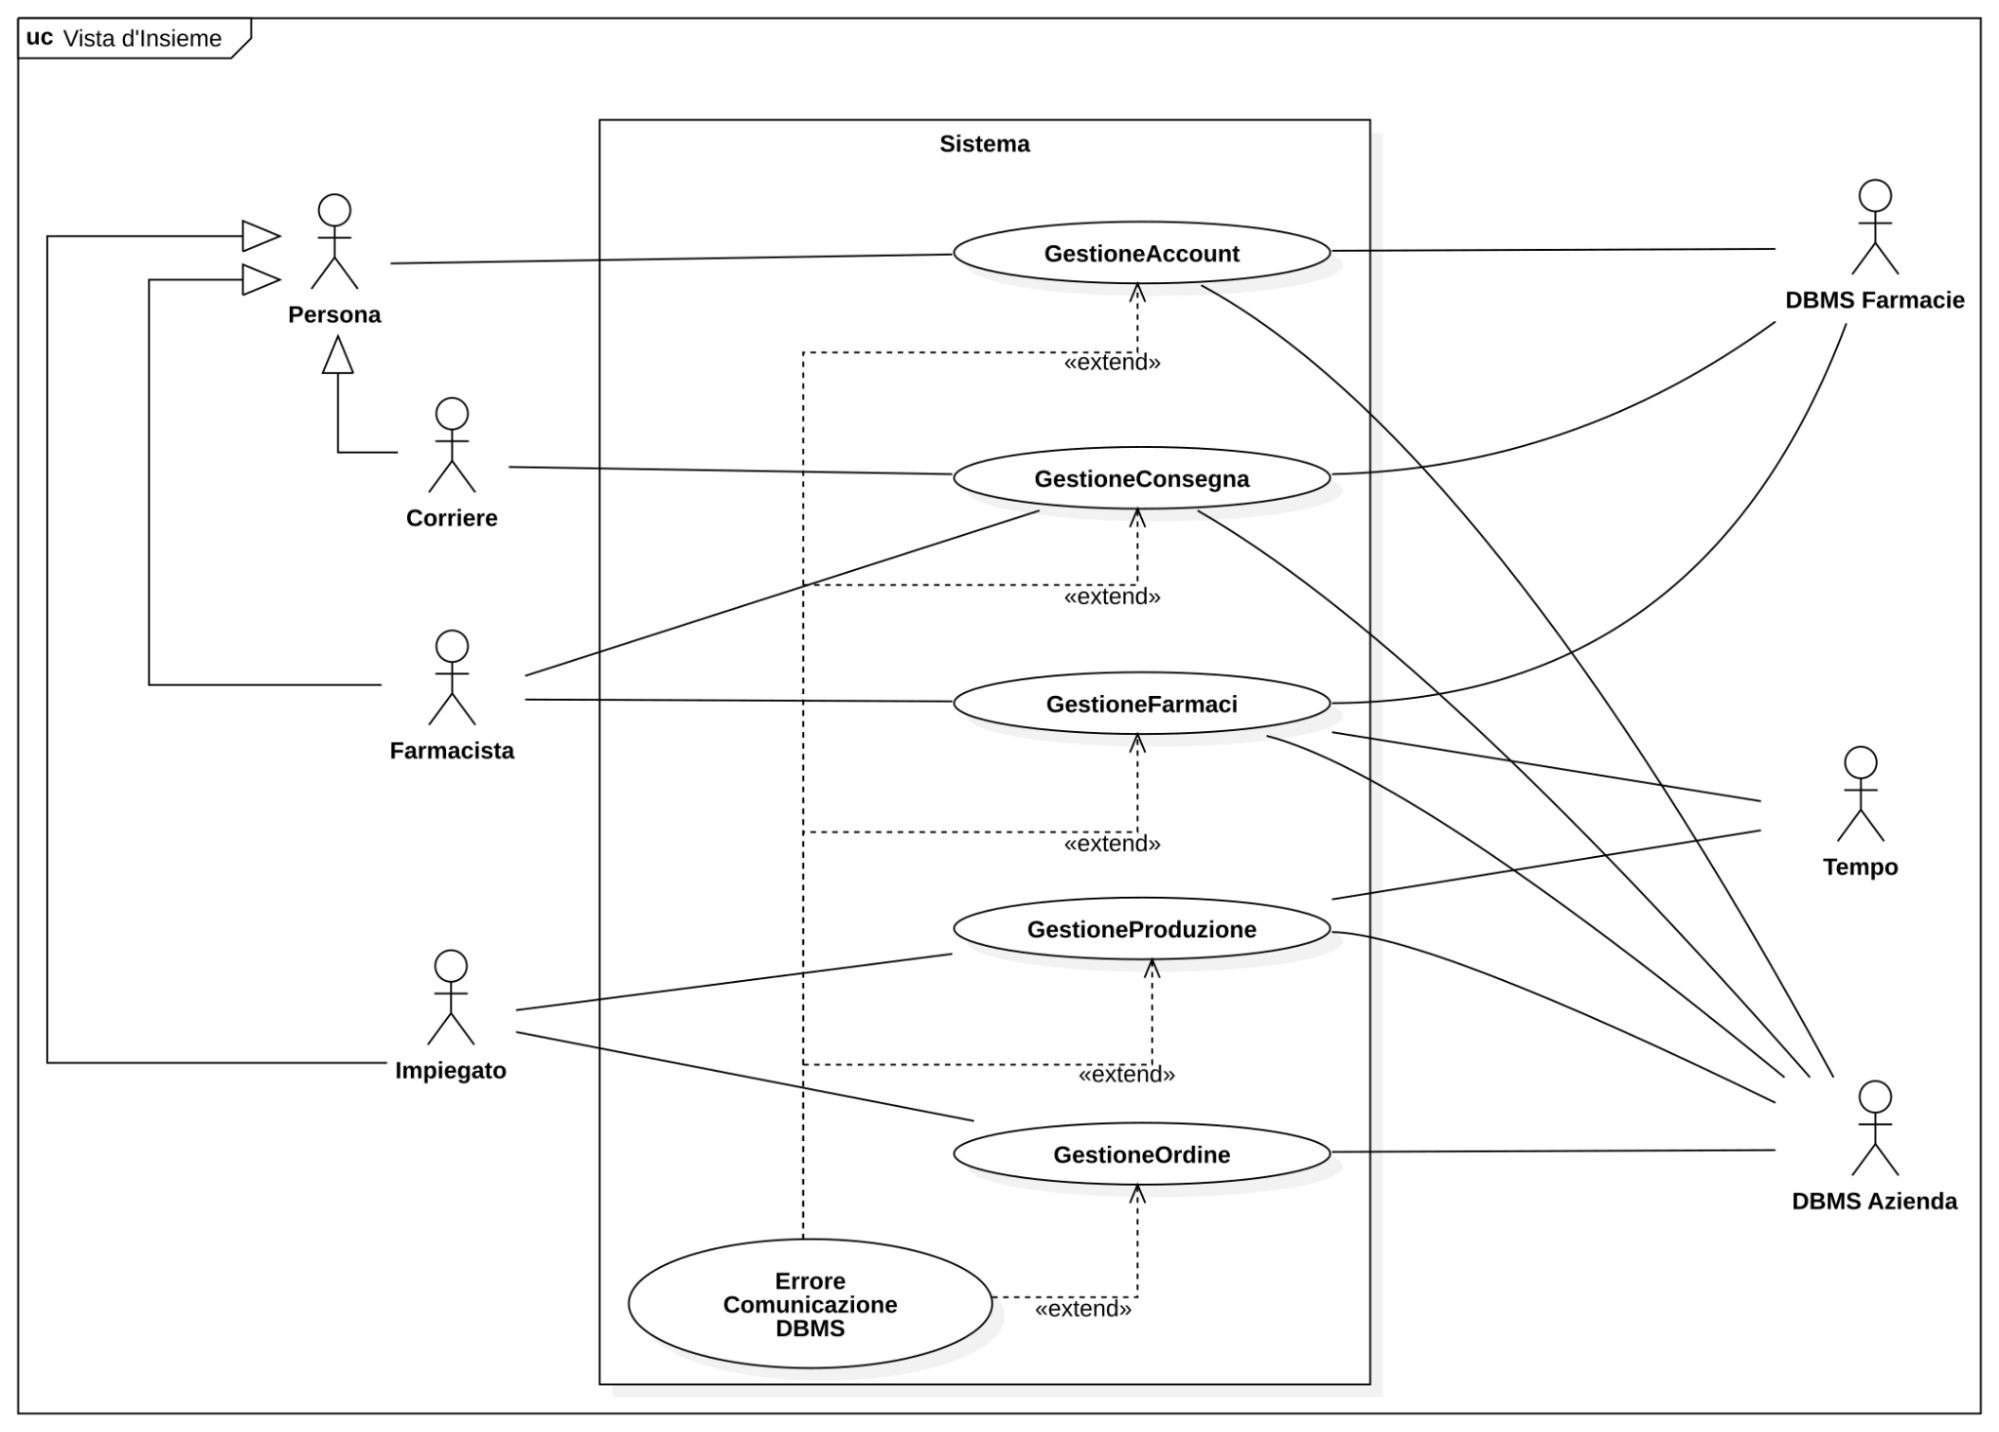 uc Vista d'Insieme
Sistema
Persona
GestioneAccount
DBMS Farmacie
«extend»
Corriere
GestioneConsegna
«extend»
Farmacista
GestioneFarmaci
«extend»
Tempo
GestioneProduzione
Impiegato
«extend»
GestioneOrdine
DBMS Azienda
Errore
Comunicazione
DBMS
«extend»